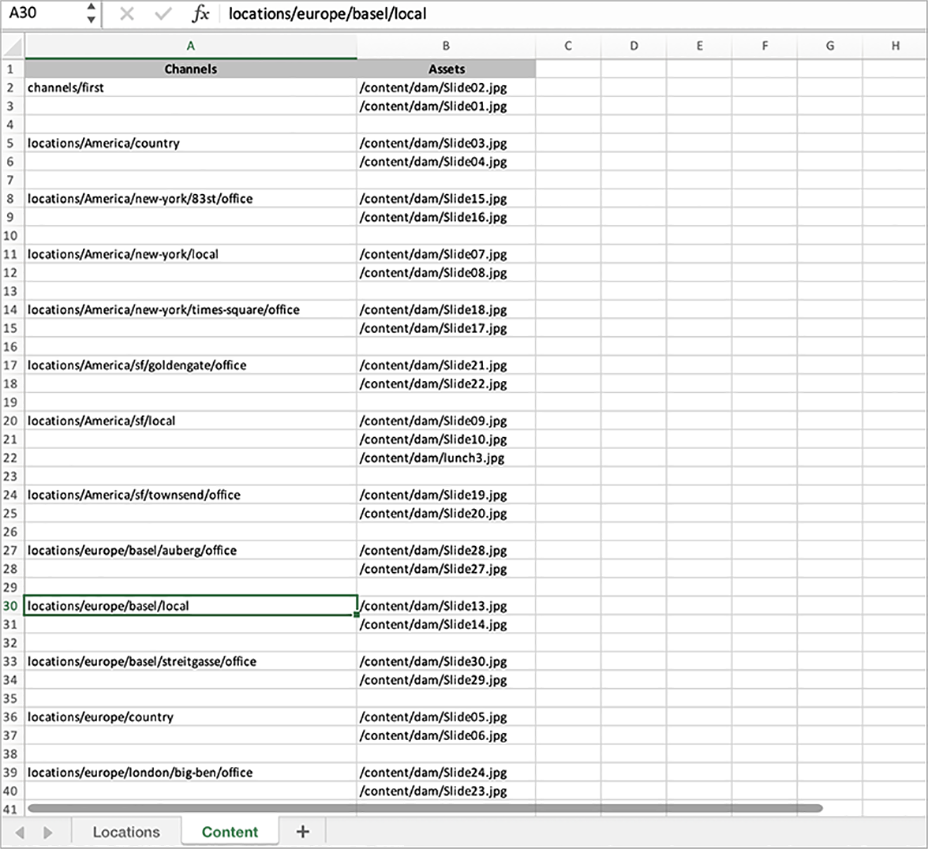 A30 fx locations/europe/basel/local
A B C D E F G H
1 Channels Assets
2 channels/first /content/dam/Slide02.jpg
3 /content/dam/Slide01.jpg
4
5 locations/America/country /content/dam/Slide03.jpg
6 /content/dam/Slide04.jpg
7
8 locations/America/new-york/83st/office /content/dam/Slide15.jpg
9 /content/dam/Slide16.jpg
10
11 locations/America/new-york/local /content/dam/Slide07.jpg
12 /content/dam/Slide08.jpg
13
14 locations/America/new-york/times-square/office /content/dam/Slide18.jpg
15 /content/dam/Slide17.jpg
16
17 locations/America/sf/goldengate/office /content/dam/Slide21.jpg
18 /content/dam/Slide22.jpg
19
20 locations/America/sf/local /content/dam/Slide09.jpg
21 /content/dam/Slide10.jpg
22 /content/dam/lunch3.jpg
23
24 locations/America/sf/townsend/office /content/dam/Slide19.jpg
25 /content/dam/Slide20.jpg
26
27 locations/europe/basel/auberg/office /content/dam/Slide28.jpg
28 /content/dam/Slide27.jpg
29
30 locations/europe/basel/local /content/dam/Slide13.jpg
31 /content/dam/Slide14.jpg
32
33 locations/europe/basel/streitgasse/office /content/dam/Slide30.jpg
34 /content/dam/Slide29.jpg
35
36 locations/europe/country /content/dam/Slide05.jpg
37 /content/dam/Slide06.jpg
38
39 locations/europe/london/big-ben/office /content/dam/Slide24.jpg
40 /content/dam/Slide23.jpg
41
Locations Content +